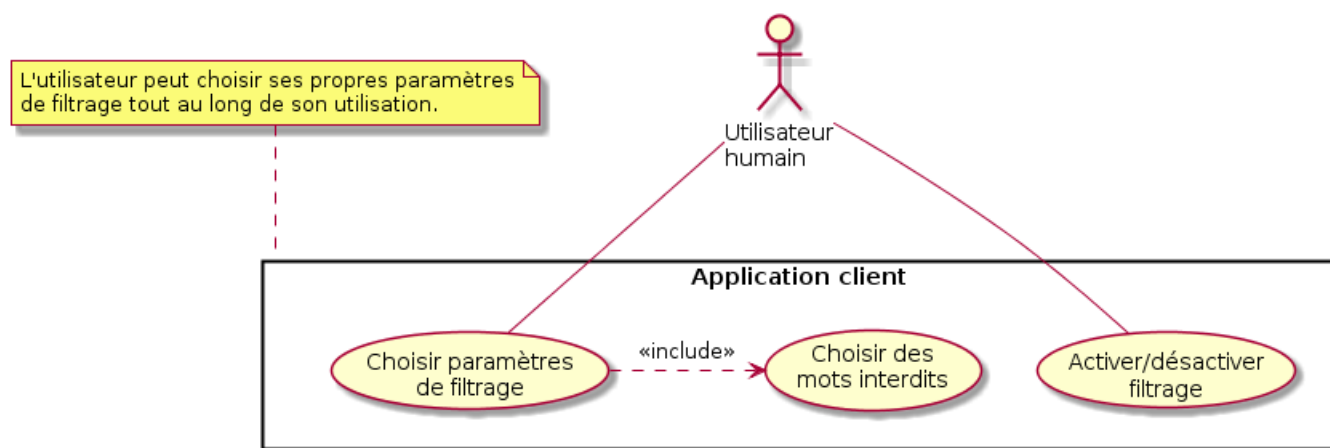 L'utilisateur peut choisir ses propres paramètres
de filtrage tout au long de son utilisation.
Utilisateur
humain
Application client
Choisir paramètres
de filtrage
«include»
Choisir des
mots interdits
Activer/désactiver
filtrage